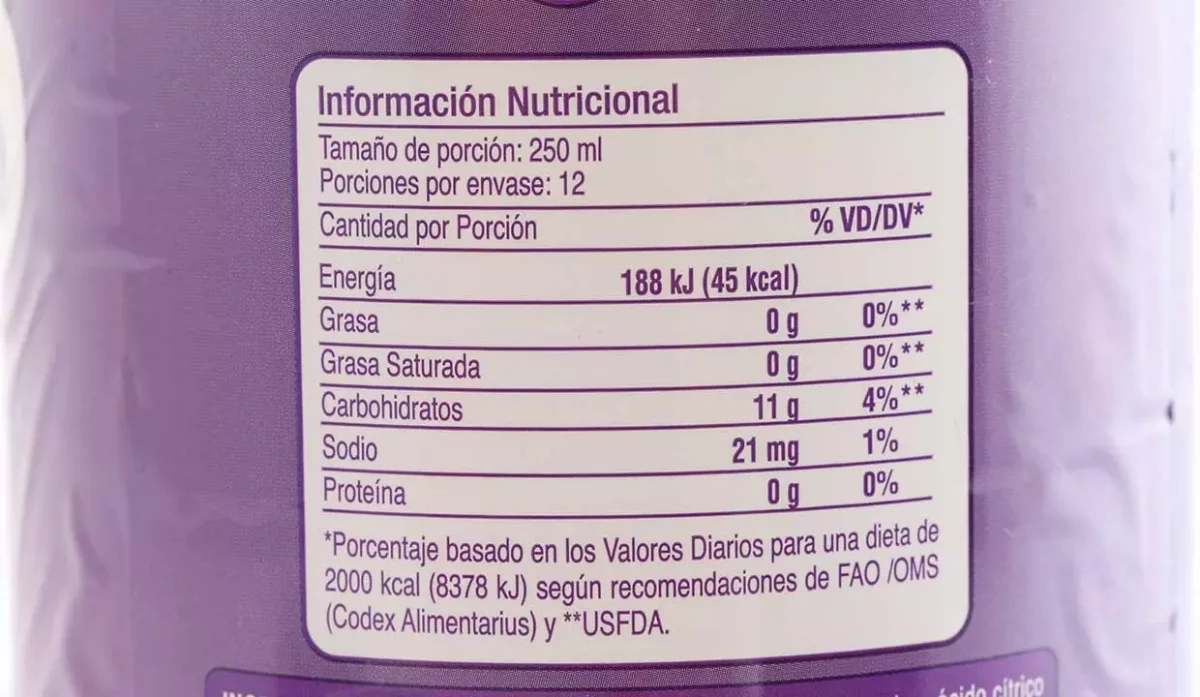 Información Nutricional
Tamaño de porción: 250 ml
Porciones por envase: 12
Cantidad por Porción % VD/DV*
Energía 188 kJ (45 kcal)
Grasa 0 g 0%**
Grasa Saturada 0 g 0%**
Carbohidratos 11 g 4%**
Sodio 21 mg 1%
Proteína 0 g 0%
*Porcentaje basado en los Valores Diarios para una dieta de
2000 kcal (8378 kJ) según recomendaciones de FAO /OMS
(Codex Alimentarius) y **USFDA.
ácido cítrico